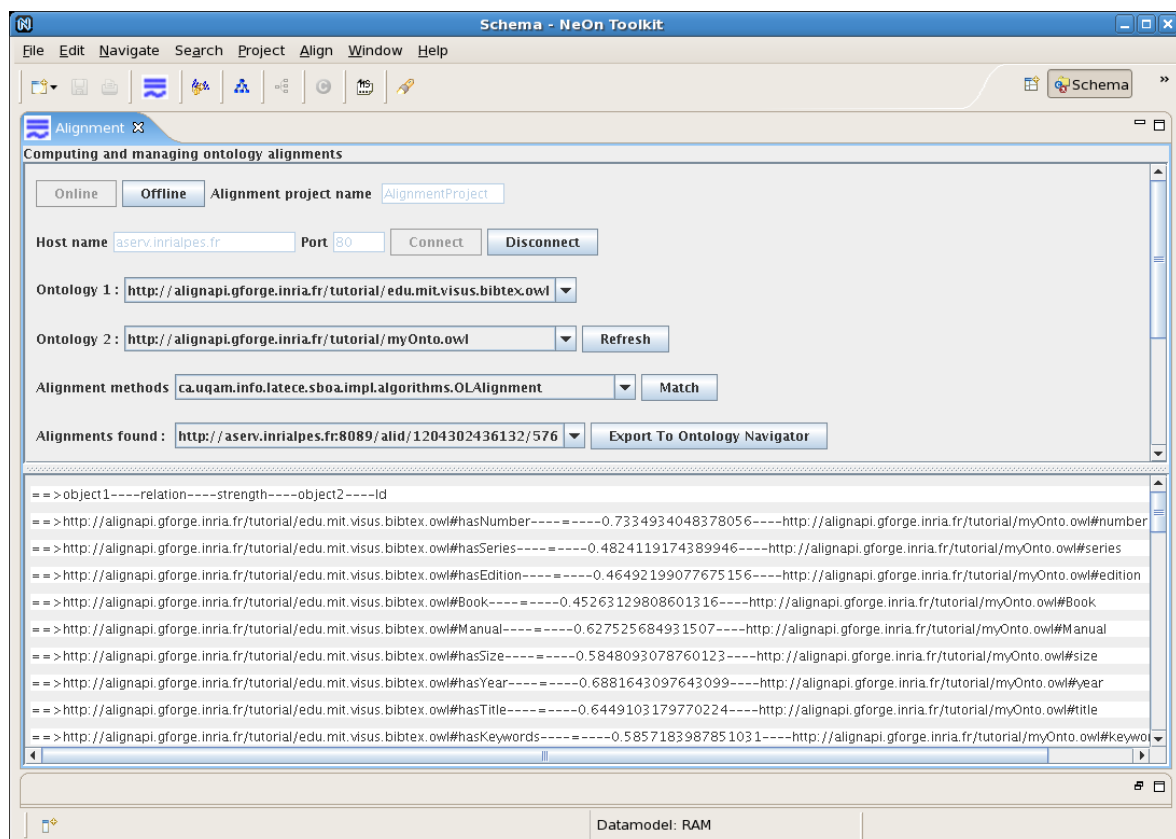 Schema - NeOn Toolkit
File Edit Navigate Search Project Align Window Help
Schema »
Alignment
Computing and managing ontology alignments
Online Offline Alignment project name AlignmentProject
Host name aserv.inrialpes.fr Port 80 Connect Disconnect
Ontology 1 : http://alignapi.gforge.inria.fr/tutorial/edu.mit.visus.bibtex.owl
Ontology 2 : http://alignapi.gforge.inria.fr/tutorial/myOnto.owl Refresh
Alignment methods ca.uqam.info.latece.sboa.impl.algorithms.OLAlignment Match
Alignments found : http://aserv.inrialpes.fr:8089/alid/1204302436132/576 Export To Ontology Navigator
==>object1----relation----strength----object2----Id
==>http://alignapi.gforge.inria.fr/tutorial/edu.mit.visus.bibtex.owl#hasNumber----=----0.7334934048378056----http://alignapi.gforge.inria.fr/tutorial/myOnto.owl#number
==>http://alignapi.gforge.inria.fr/tutorial/edu.mit.visus.bibtex.owl#hasSeries----=----0.4824119174389946----http://alignapi.gforge.inria.fr/tutorial/myOnto.owl#series
==>http://alignapi.gforge.inria.fr/tutorial/edu.mit.visus.bibtex.owl#hasEdition----=----0.46492199077675156----http://alignapi.gforge.inria.fr/tutorial/myOnto.owl#edition
==>http://alignapi.gforge.inria.fr/tutorial/edu.mit.visus.bibtex.owl#Book----=----0.45263129808601316----http://alignapi.gforge.inria.fr/tutorial/myOnto.owl#Book
==>http://alignapi.gforge.inria.fr/tutorial/edu.mit.visus.bibtex.owl#Manual----=----0.627525684931507----http://alignapi.gforge.inria.fr/tutorial/myOnto.owl#Manual
==>http://alignapi.gforge.inria.fr/tutorial/edu.mit.visus.bibtex.owl#hasSize----=----0.5848093078760123----http://alignapi.gforge.inria.fr/tutorial/myOnto.owl#size
==>http://alignapi.gforge.inria.fr/tutorial/edu.mit.visus.bibtex.owl#hasYear----=----0.6881643097643099----http://alignapi.gforge.inria.fr/tutorial/myOnto.owl#year
==>http://alignapi.gforge.inria.fr/tutorial/edu.mit.visus.bibtex.owl#hasTitle----=----0.6449103179770224----http://alignapi.gforge.inria.fr/tutorial/myOnto.owl#title
==>http://alignapi.gforge.inria.fr/tutorial/edu.mit.visus.bibtex.owl#hasKeywords----=----0.5857183987851031----http://alignapi.gforge.inria.fr/tutorial/myOnto.owl#keywo
Datamodel: RAM